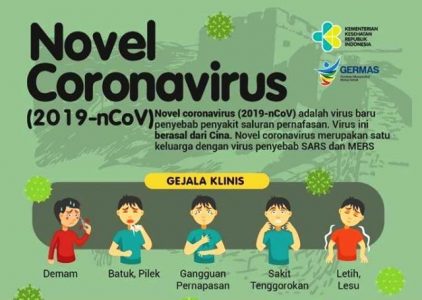 Novel
Coronavirus
(2019-nCoV)
KEMENTERIAN
KESEHATAN
REPUBLIK
INDONESIA
GERMAS
Novel coronavirus (2019-nCoV) adalah virus baru
penyebab penyakit saluran pernafasan. Virus ini
berasal dari Cina. Novel coronavirus merupakan satu
keluarga dengan virus penyebab SARS dan MERS
GEJALA KLINIS
Demam
Batuk, Pilek
Gangguan
Pernapasan
Sakit
Tenggorokan
Letih,
Lesu